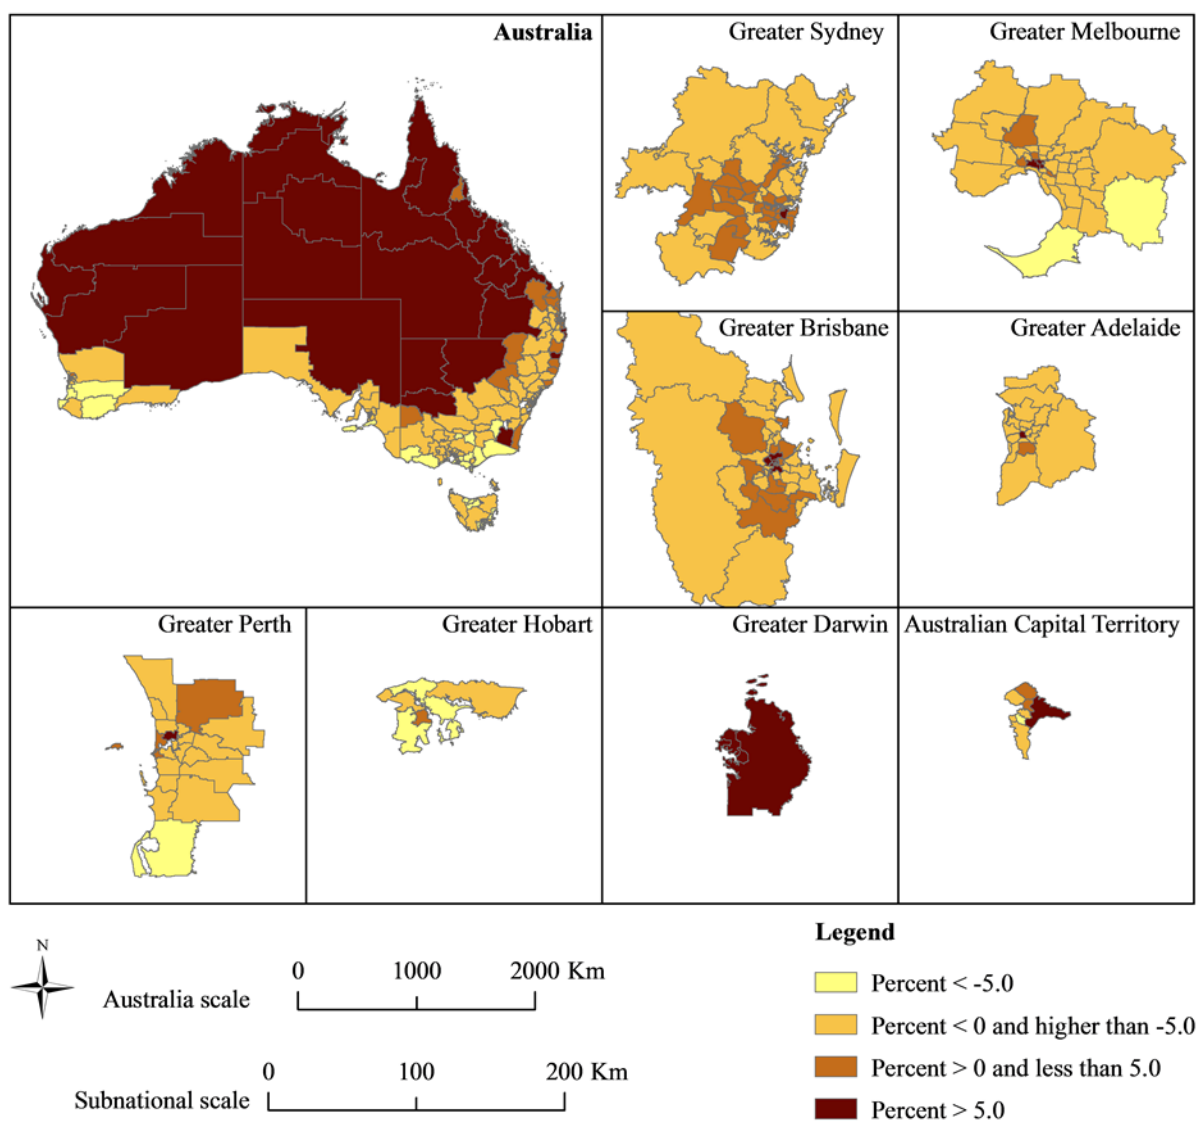 Australia
Greater Sydney
Greater Melbourne
Greater Brisbane
Greater Adelaide
Greater Perth
Greater Hobart
Greater Darwin
Australian Capital Territory
N
0 1000 2000 Km
Australia scale
0 100 200 Km
Subnational scale
Legend
Percent < -5.0
Percent < 0 and higher than -5.0
Percent > 0 and less than 5.0
Percent > 5.0